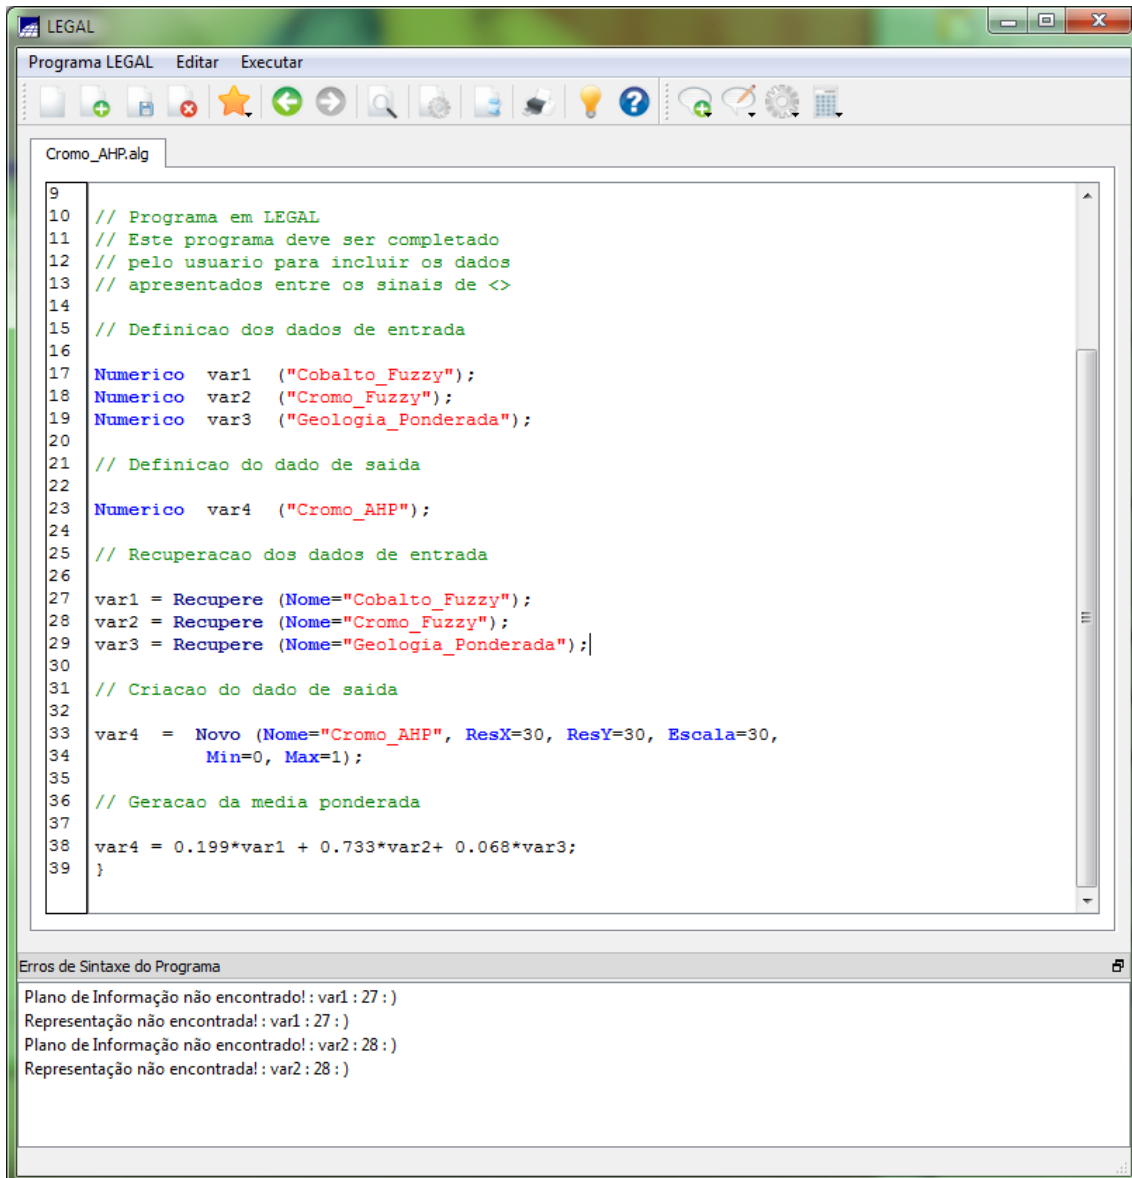 LEGAL
Programa LEGAL Editar Executar
Cromo_AHP.alg
9
10 // Programa em LEGAL
11 // Este programa deve ser completado
12 // pelo usuario para incluir os dados
13 // apresentados entre os sinais de <>
14
15 // Definicao dos dados de entrada
16
17 Numerico var1 ("Cobalto_Fuzzy");
18 Numerico var2 ("Cromo_Fuzzy");
19 Numerico var3 ("Geologia_Ponderada");
20
21 // Definicao do dado de saida
22
23 Numerico var4 ("Cromo_AHP");
24
25 // Recuperacao dos dados de entrada
26
27 var1 = Recupere (Nome="Cobalto_Fuzzy");
28 var2 = Recupere (Nome="Cromo_Fuzzy");
29 var3 = Recupere (Nome="Geologia_Ponderada");
30
31 // Criacao do dado de saida
32
33 var4 = Novo (Nome="Cromo_AHP", ResX=30, ResY=30, Escala=30,
34 Min=0, Max=1);
35
36 // Geracao da media ponderada
37
38 var4 = 0.199*var1 + 0.733*var2+ 0.068*var3;
39 }
Erros de Sintaxe do Programa
Plano de Informação não encontrado! : var1 : 27 : )
Representação não encontrada! : var1 : 27 : )
Plano de Informação não encontrado! : var2 : 28 : )
Representação não encontrada! : var2 : 28 : )